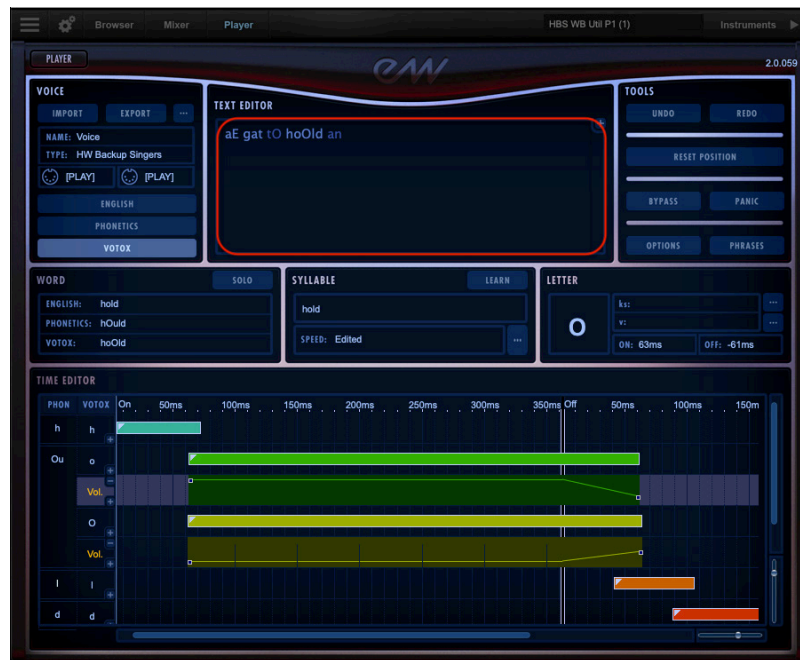 Browser Mixer Player HBS WB Util P1 (1) Instruments
PLAYER
ew
2.0.059
VOICE
IMPORT EXPORT ...
NAME: Voice
TYPE: HW Backup Singers
[PLAY] [PLAY]
ENGLISH
PHONETICS
VOTOX
TEXT EDITOR
aE gat tO hoOld an
TOOLS
UNDO REDO
RESET POSITION
BYPASS PANIC
OPTIONS PHRASES
WORD SOLO
ENGLISH: hold
PHONETICS: hOuld
VOTOX: hoOld
SYLLABLE LEARN
hold
SPEED: Edited ...
LETTER
O
ks: ...
v: ...
ON: 63ms OFF: -61ms
TIME EDITOR
PHON VOTOX On 50ms 100ms 150ms 200ms 250ms 300ms 350ms Off 50ms 100ms 150m
h h
Ou o
Vol.
O
Vol.
l l
d d